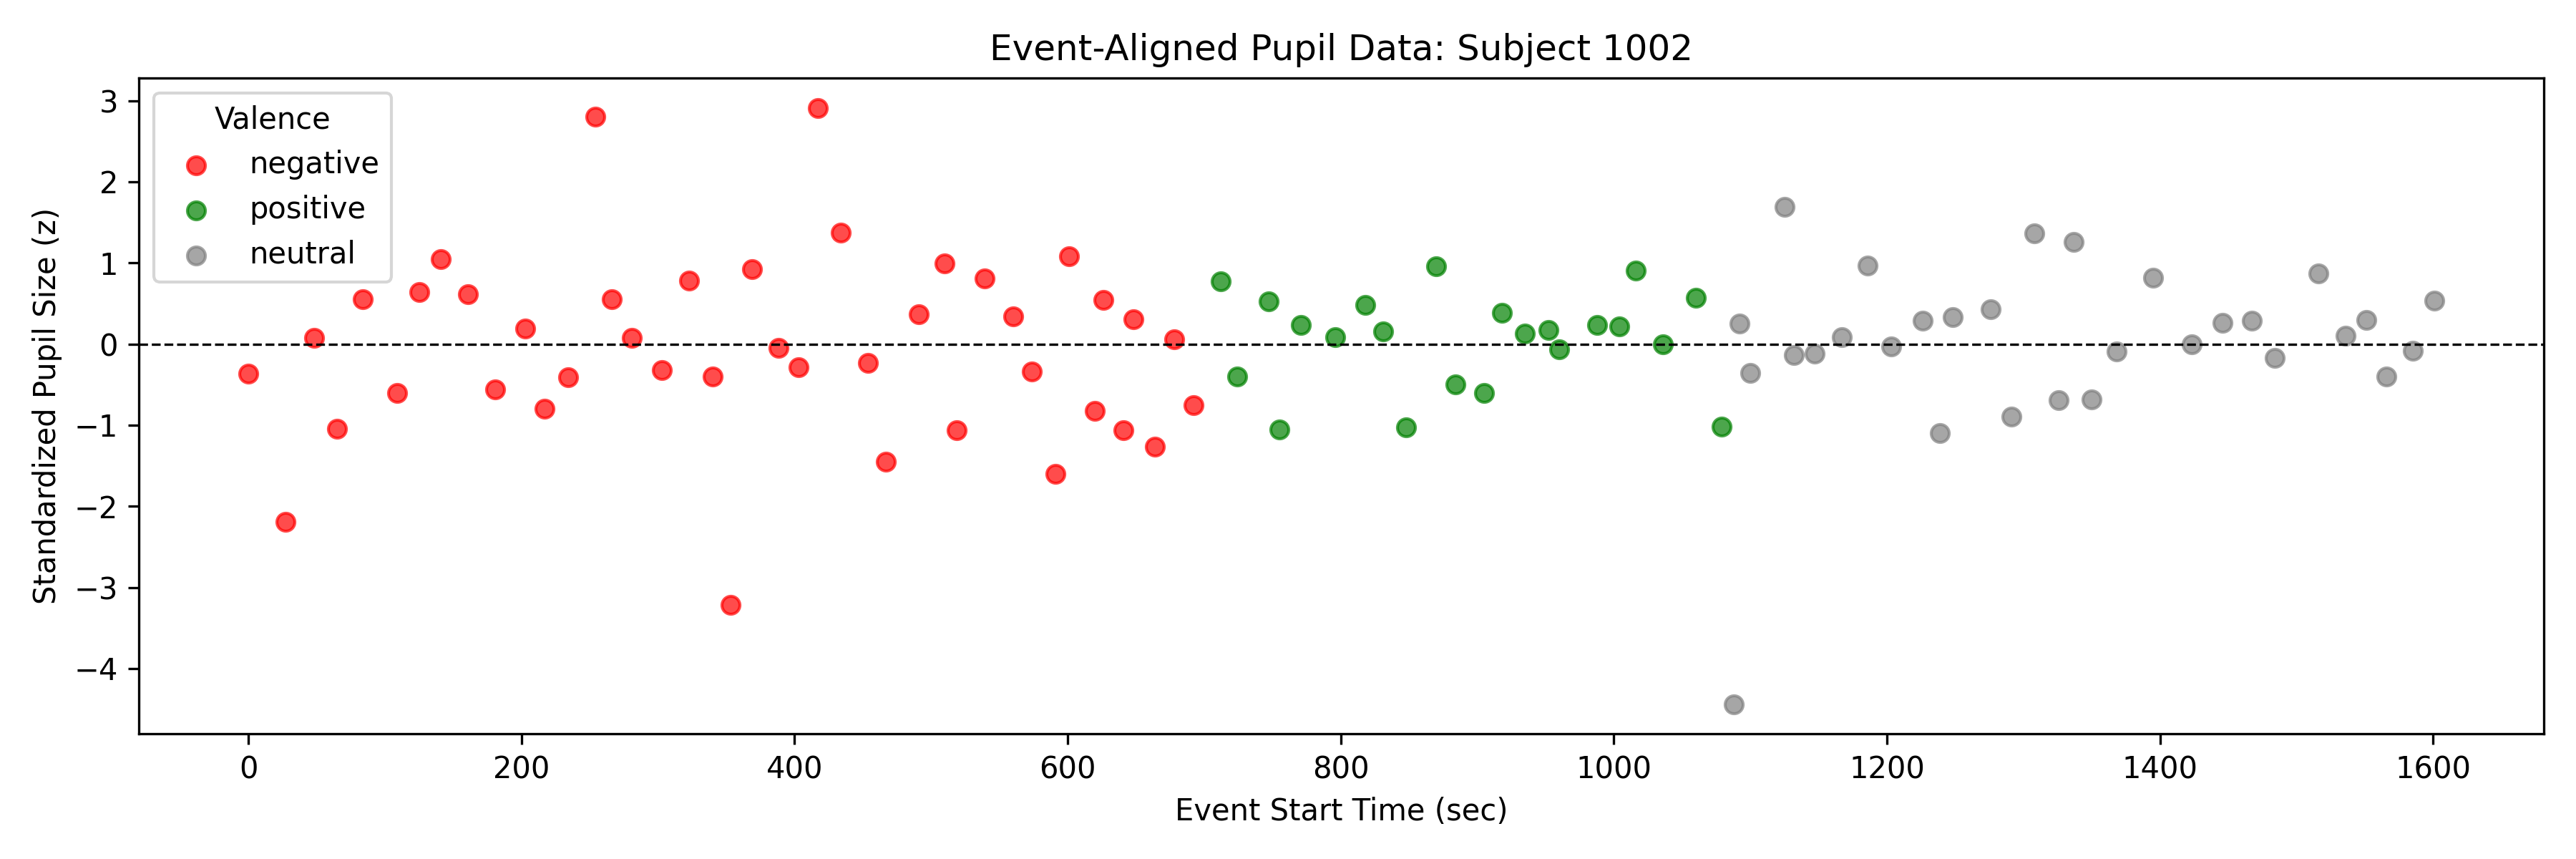 Event-Aligned Pupil Data: Subject 1002
Valence
negative
positive
neutral
Standardized Pupil Size (z)
3
2
1
0
−1
−2
−3
−4
0 200 400 600 800 1000 1200 1400 1600
Event Start Time (sec)